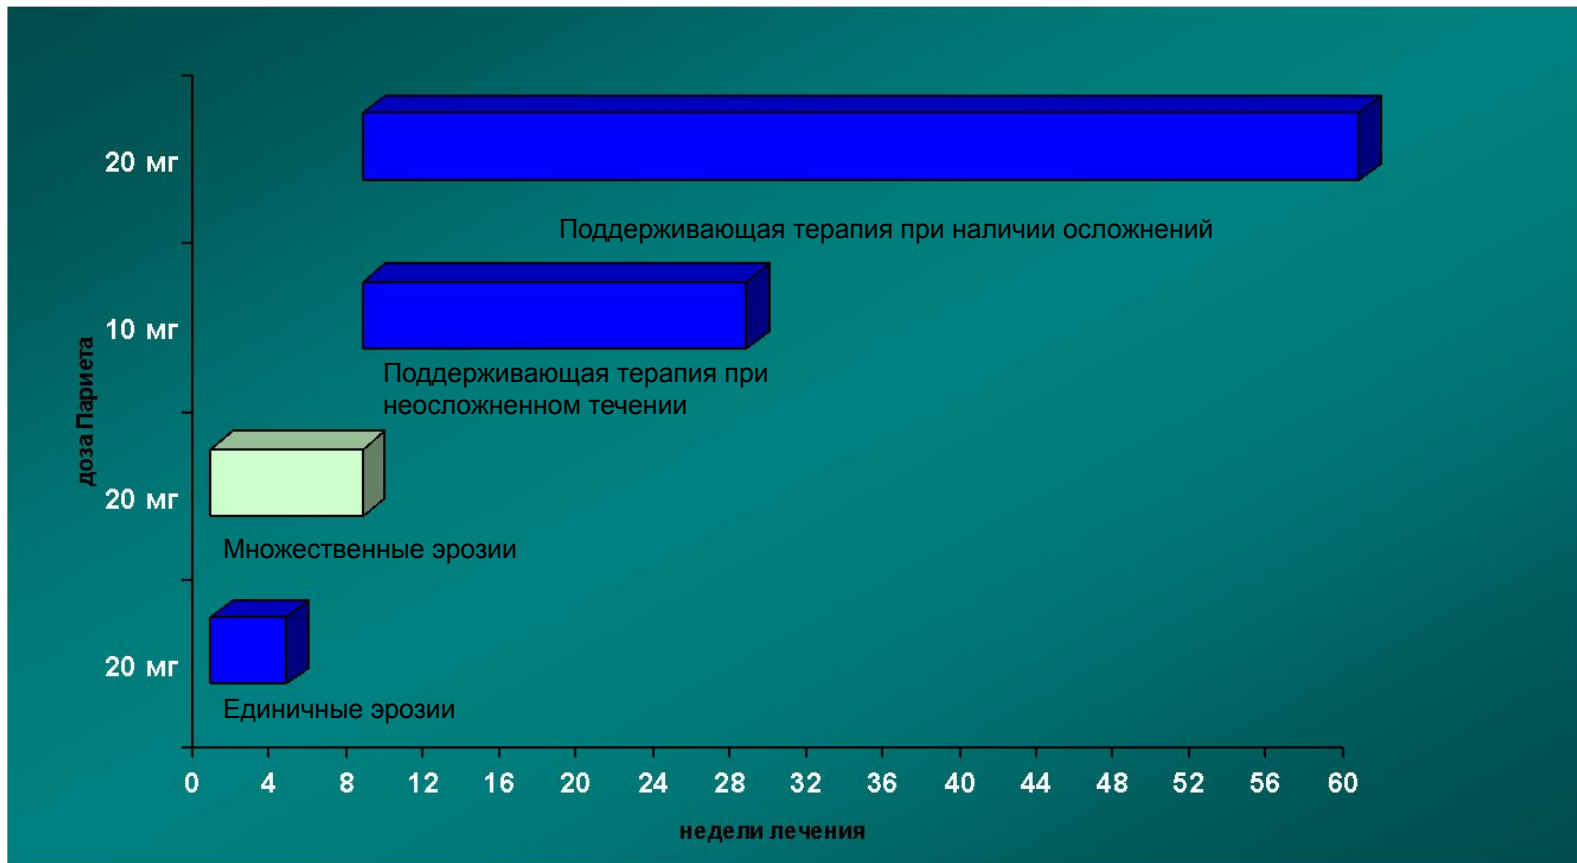 20 мг
Поддерживающая терапия при наличии осложнений
10 мг
Поддерживающая терапия при
неосложненном течении
доза Париета
20 мг
Множественные эрозии
20 мг
Единичные эрозии
0 4 8 12 16 20 24 28 32 36 40 44 48 52 56 60
недели лечения